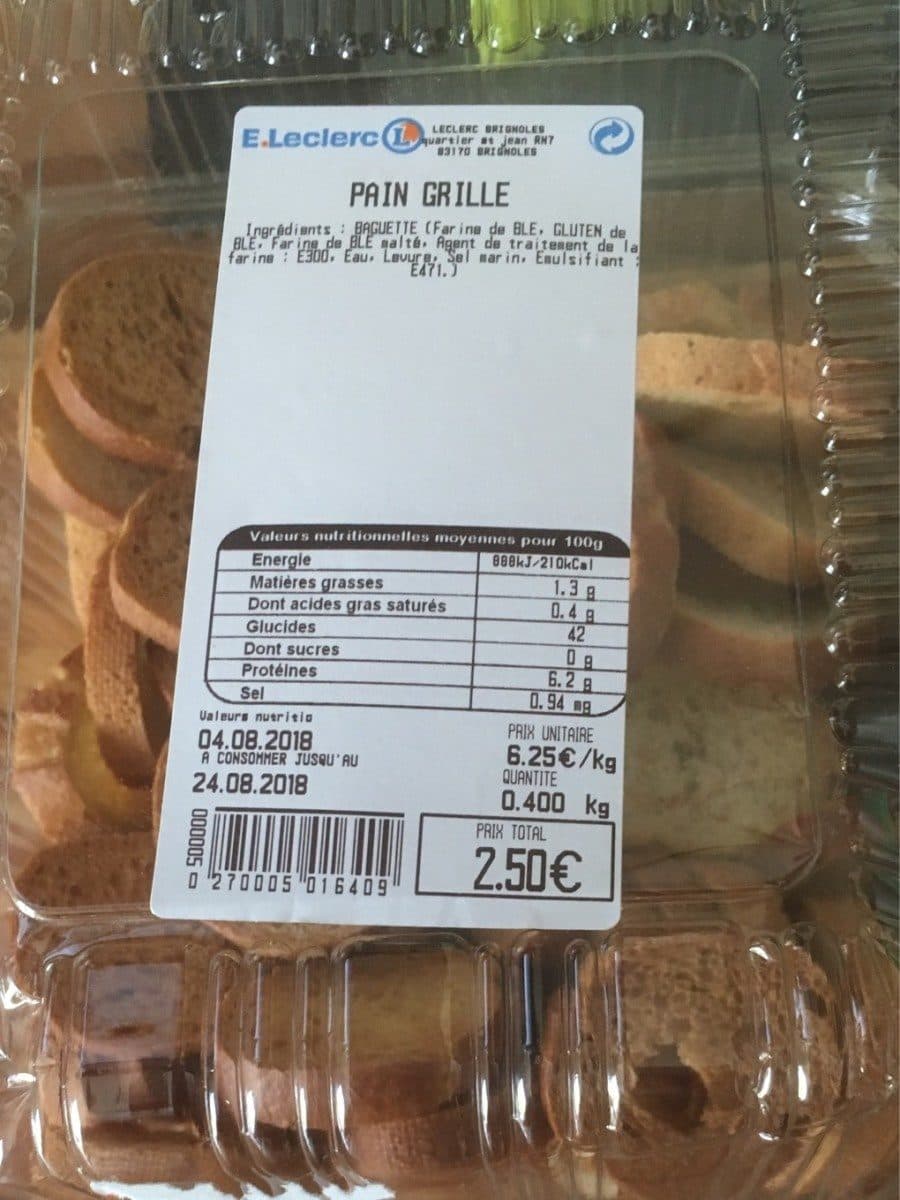 E.Leclerc L
LECLERC BRIGNOLES
quartier st jean RN7
83170 BRIGNOLES
PAIN GRILLE
Ingrédients : BAGUETTE (Farine de BLE, GLUTEN de
BLE, Farine de BLE malté, Agent de traitement de la
farine : E300, Eau, Levure, Sel marin, Emulsifiant :
E471.)
Valeurs nutritionnelles moyennes pour 100g
Energie 888kJ/210kCal
Matières grasses 1.3 g
Dont acides gras saturés 0.4 g
Glucides 42
Dont sucres 0 g
Protéines 6.2 g
Sel 0.94 mg
Valeurs nutritio
04.08.2018
A CONSOMMER JUSQU'AU
24.08.2018
PRIX UNITAIRE
6.25€/kg
QUANTITE
0.400 kg
PRIX TOTAL
2.50€
000005
0 270005 016409